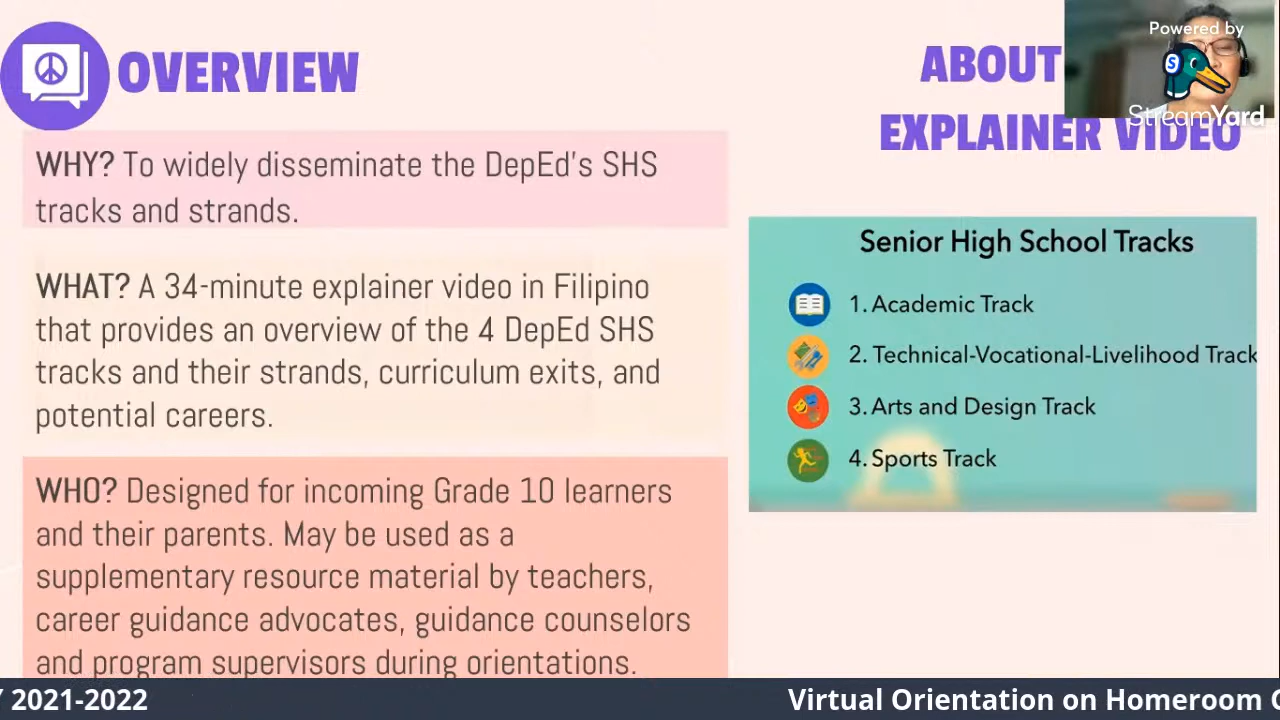 OVERVIEW
WHY? To widely disseminate the DepEd's SHS
tracks and strands.
WHAT? A 34-minute explainer video in Filipino
that provides an overview of the 4 DepEd SHS
tracks and their strands, curriculum exits, and
potential careers.
WHO? Designed for incoming Grade 10 learners
and their parents. May be used as a
supplementary resource material by teachers,
career guidance advocates, guidance counselors
and program supervisors during orientations.
ABOUT
EXPLAINER VIDEO
Powered by
S
StreamYard
Senior High School Tracks
1. Academic Track
2. Technical-Vocational-Livelihood Track
3. Arts and Design Track
4. Sports Track
2021-2022
Virtual Orientation on Homeroom